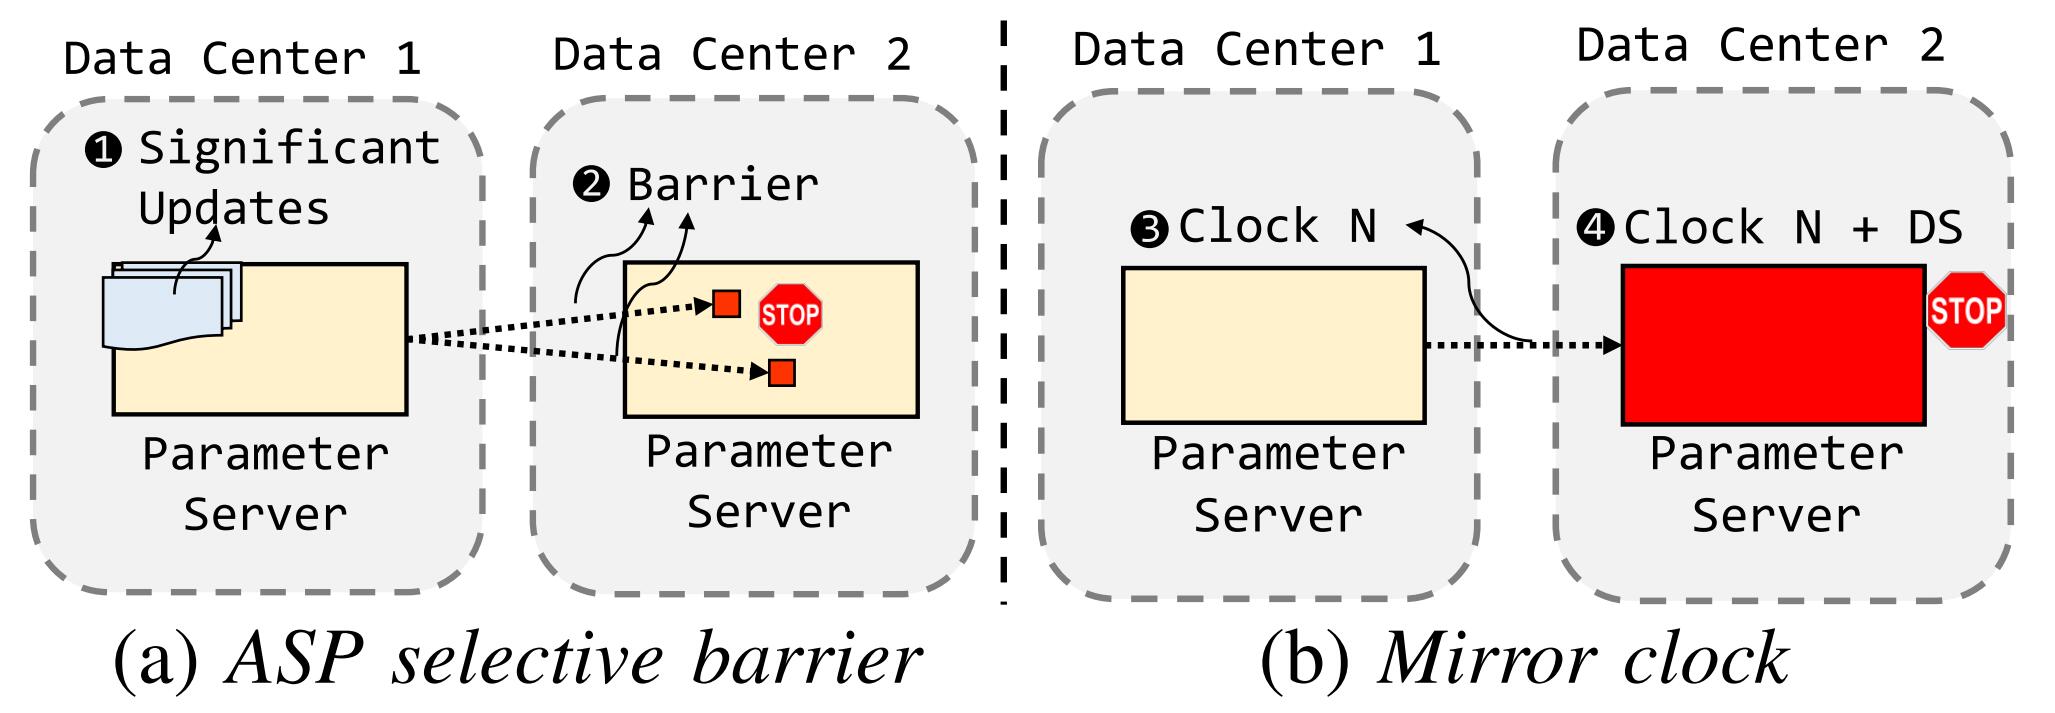 Data Center 1
Data Center 2
❶ Significant
Updates
❷ Barrier
STOP
Parameter
Server
Parameter
Server
(a) ASP selective barrier
Data Center 1
Data Center 2
❸ Clock N
❹ Clock N + DS
STOP
Parameter
Server
Parameter
Server
(b) Mirror clock